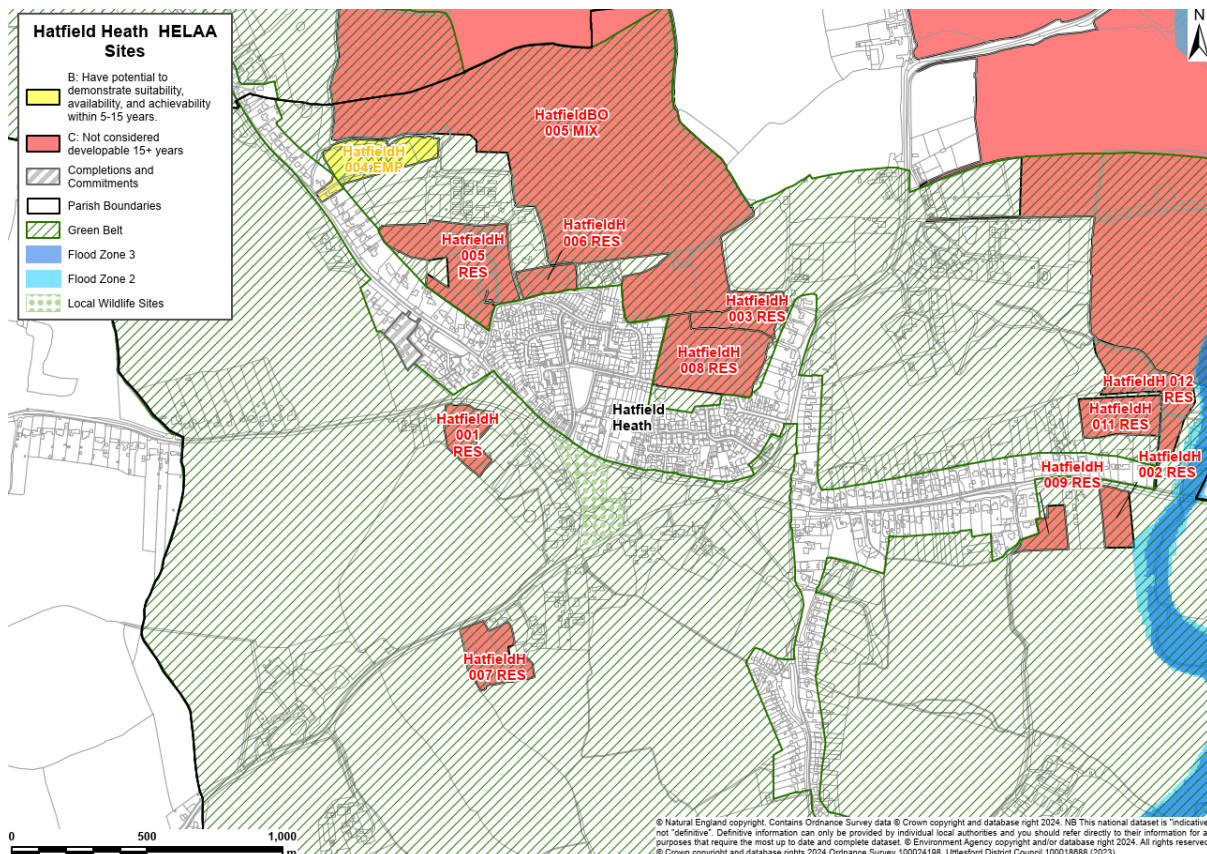 Hatfield Heath HELAA
Sites
B: Have potential to
demonstrate suitability,
availability, and achievability
within 5-15 years.
C: Not considered
developable 15+ years
Completions and
Commitments
Parish Boundaries
Green Belt
Flood Zone 3
Flood Zone 2
Local Wildlife Sites
N
HatfieldBO
005 MIX
HatfieldH
004 EMP
HatfieldH
006 RES
HatfieldH
005
RES
HatfieldH
003 RES
HatfieldH
008 RES
HatfieldH 012
RES
HatfieldH
011 RES
Hatfield
Heath
HatfieldH
001
RES
HatfieldH
002 RES
HatfieldH
009 RES
HatfieldH
007 RES
0 500 1,000
m
© Natural England copyright. Contains Ordnance Survey data © Crown copyright and database right 2024. NB This national dataset is "indicative
not "definitive". Definitive information can only be provided by individual local authorities and you should refer directly to their information for a
purposes that require the most up to date and complete dataset. © Environment Agency copyright and/or database right 2024. All rights reserved
© Crown copyright and database rights 2024 Ordnance Survey 100024198. Uttlesford District Council 100018688 (2023)